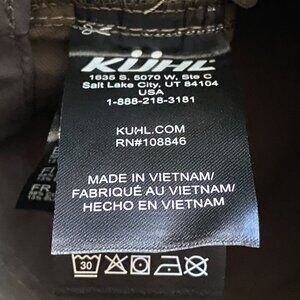 KÜHL
1635 S. 5070 W, Ste C
Salt Lake City, UT 84104
USA
1-888-218-3181
KUHL.COM
RN#108846
MADE IN VIETNAM/
FABRIQUÉ AU VIETNAM/
HECHO EN VIETNAM
30